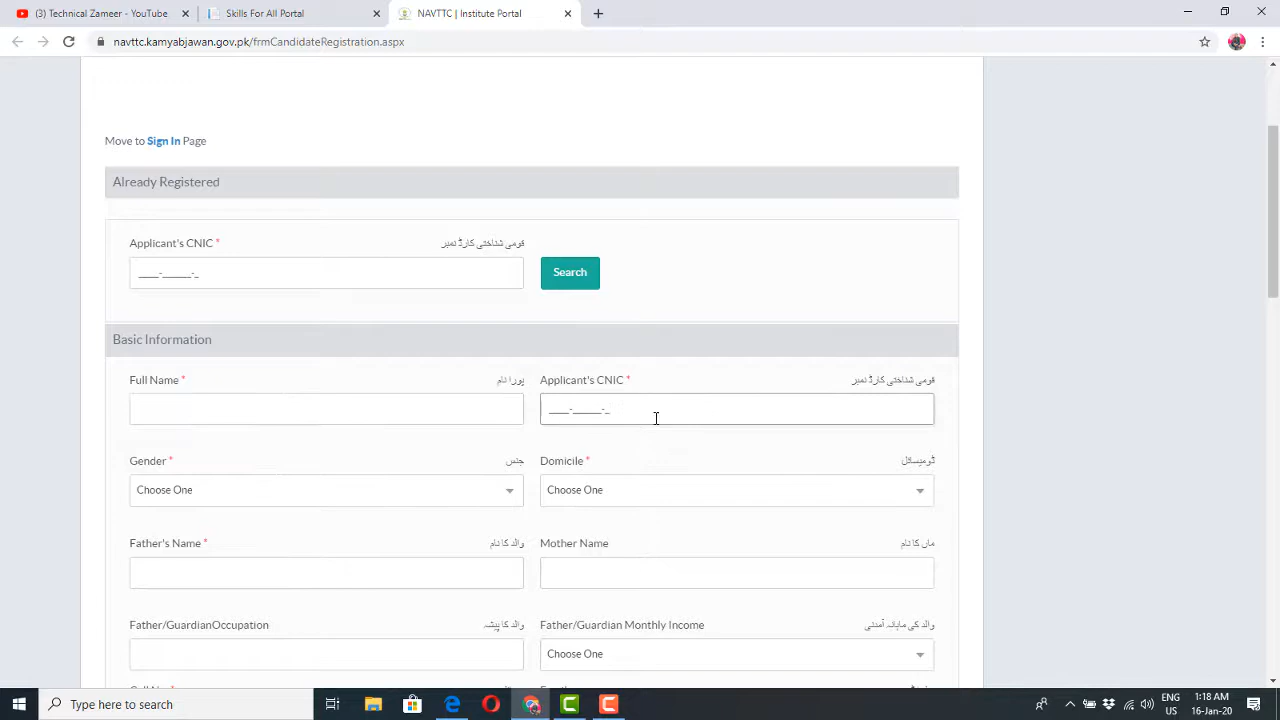 (3) Technical Zameer - YouTube
Skills For All Portal
NAVTTC | Institute Portal
navttc.kamyabjawan.gov.pk/frmCandidateRegistration.aspx
Move to Sign In Page
Already Registered
Applicant's CNIC * قومی شناختی کارڈ نمبر
____-______-_
Search
Basic Information
Full Name * پورا نام
Applicant's CNIC * قومی شناختی کارڈ نمبر
____-______-_
Gender * جنس
Domicile * ڈومیسائل
Choose One
Choose One
Father's Name * والد کا نام
Mother Name ماں کا نام
Father/GuardianOccupation والد کا پیشہ
Father/Guardian Monthly Income والد کی ماہانہ آمدنی
Choose One
Type here to search
ENG
US
1:18 AM
16-Jan-20